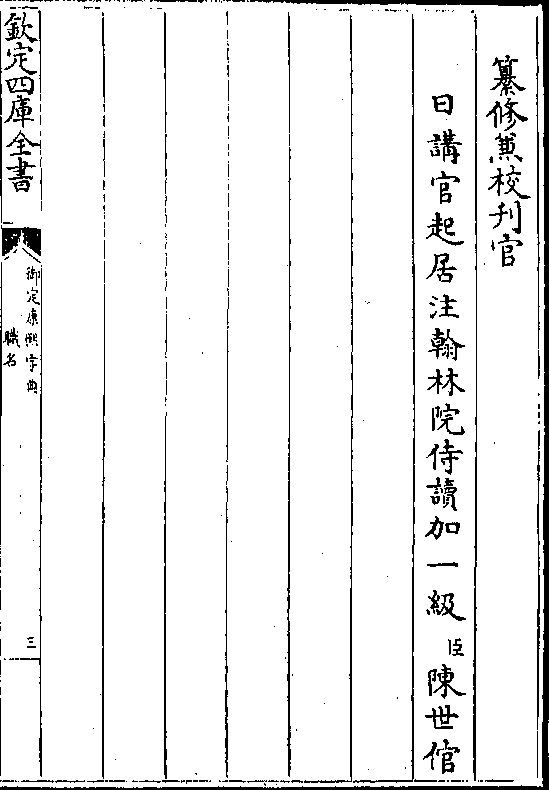 纂修兼校刊官
日講官起居注翰林院侍讀加一級臣陳世倌
欽定四庫全書
御定康熙字典
職名
三